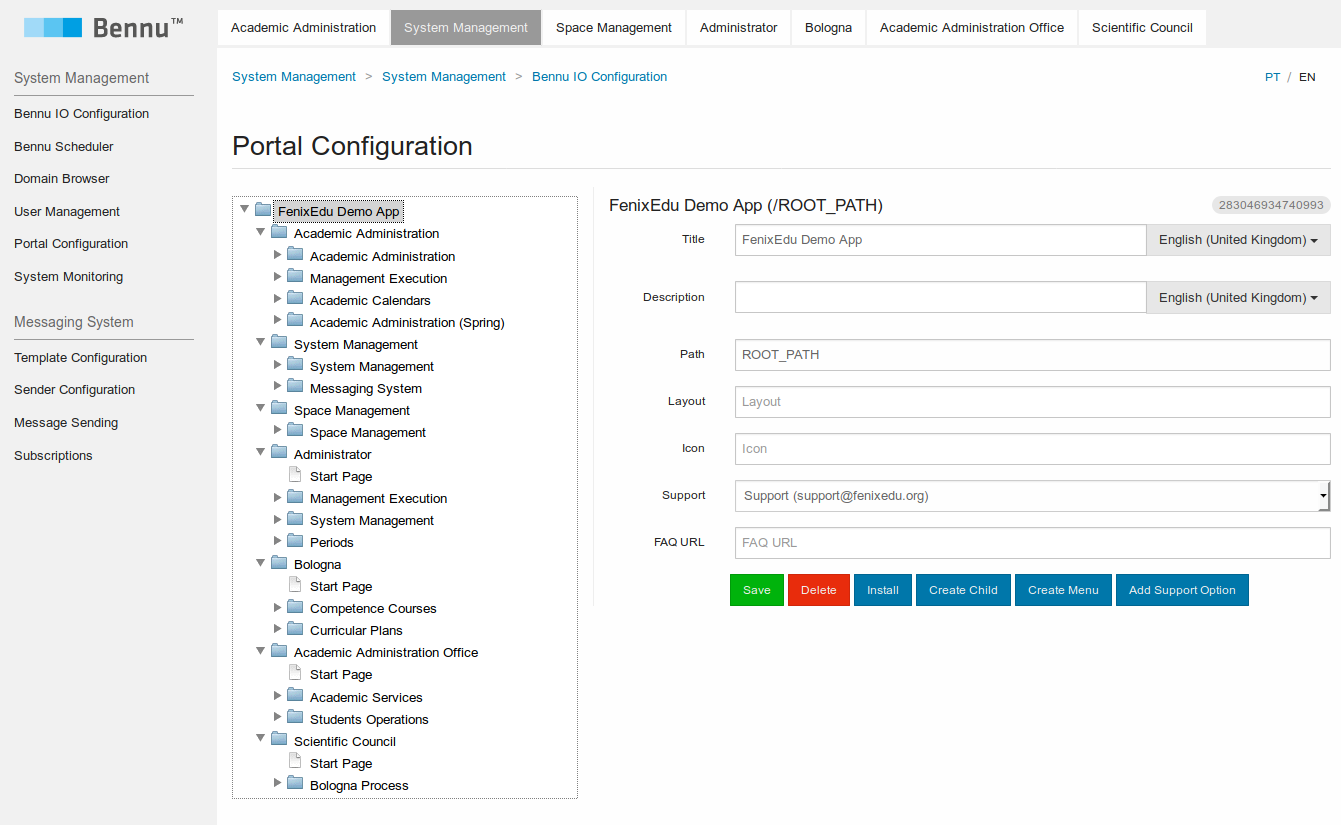 Bennu™
Academic Administration
System Management
Space Management
Administrator
Bologna
Academic Administration Office
Scientific Council
System Management
Bennu IO Configuration
Bennu Scheduler
Domain Browser
User Management
Portal Configuration
System Monitoring
Messaging System
Template Configuration
Sender Configuration
Message Sending
Subscriptions
System Management > System Management > Bennu IO Configuration
PT / EN
Portal Configuration
FenixEdu Demo App
Academic Administration
Academic Administration
Management Execution
Academic Calendars
Academic Administration (Spring)
System Management
System Management
Messaging System
Space Management
Space Management
Administrator
Start Page
Management Execution
System Management
Periods
Bologna
Start Page
Competence Courses
Curricular Plans
Academic Administration Office
Start Page
Academic Services
Students Operations
Scientific Council
Start Page
Bologna Process
FenixEdu Demo App (/ROOT_PATH)
283046934740993
Title FenixEdu Demo App English (United Kingdom)
Description English (United Kingdom)
Path ROOT_PATH
Layout Layout
Icon Icon
Support Support (support@fenixedu.org)
FAQ URL FAQ URL
Save Delete Install Create Child Create Menu Add Support Option